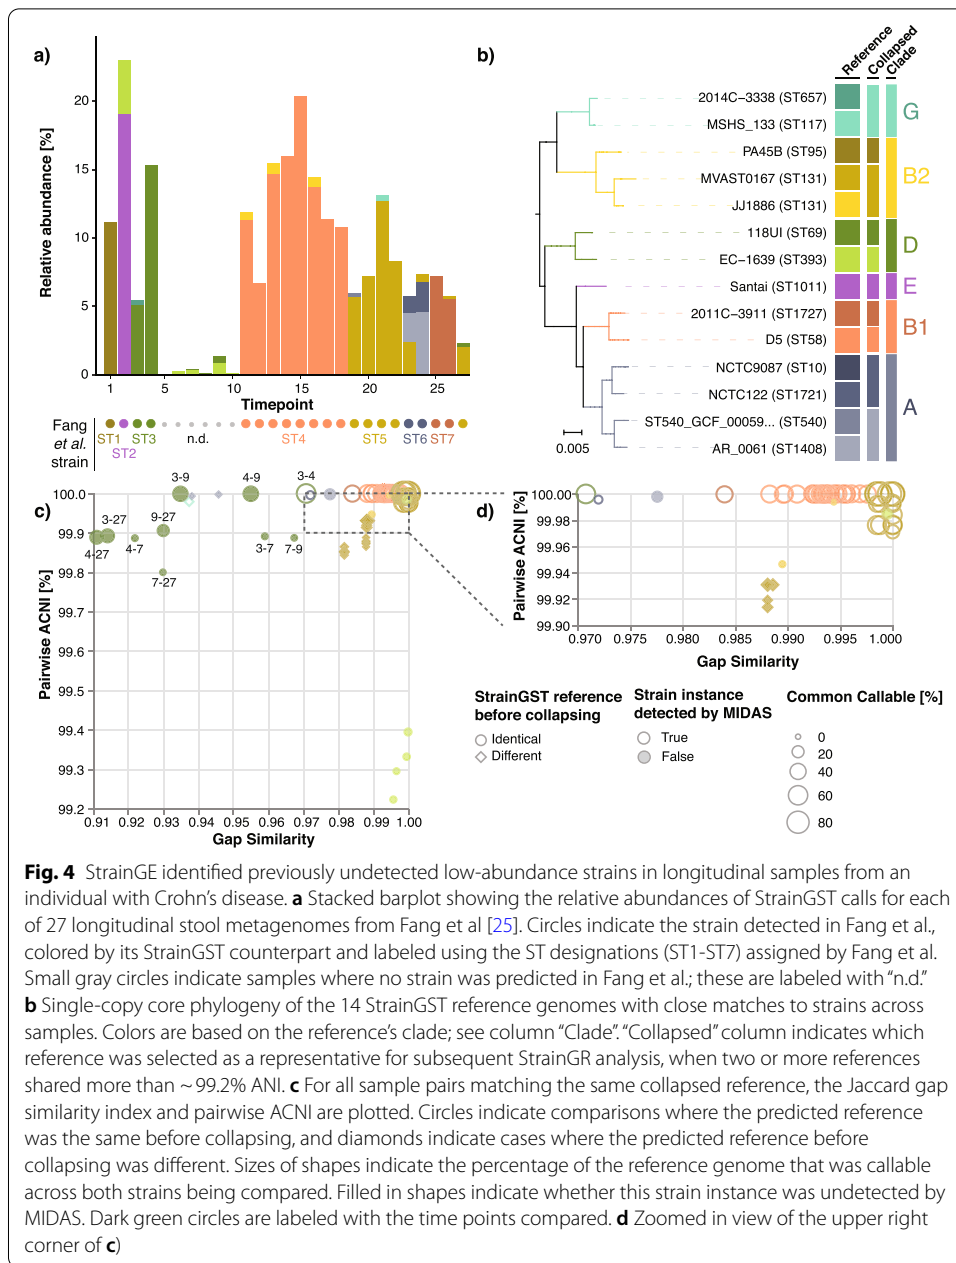 a)
Relative abundance [%]
20
15
10
5
0
1
5
10
15
20
25
Timepoint
Fang
et al.
strain
ST1
ST2
ST3
n.d.
ST4
ST5
ST6
ST7
b)
Reference
Collapsed
Clade
2014C−3338 (ST657)
MSHS_133 (ST117)
PA45B (ST95)
MVAST0167 (ST131)
JJ1886 (ST131)
118UI (ST69)
EC−1639 (ST393)
Santai (ST1011)
2011C−3911 (ST1727)
D5 (ST58)
NCTC9087 (ST10)
NCTC122 (ST1721)
ST540_GCF_00059... (ST540)
AR_0061 (ST1408)
G
B2
D
E
B1
A
0.005
c)
Pairwise ACNI [%]
100.0
99.9
99.8
99.7
99.6
99.5
99.4
99.3
99.2
0.91
0.92
0.93
0.94
0.95
0.96
0.97
0.98
0.99
1.00
Gap Similarity
3-9
4-9
3-4
3-27
9-27
4-27
4-7
3-7
7-9
7-27
d)
Pairwise ACNI [%]
100.00
99.98
99.96
99.94
99.92
99.90
0.970
0.975
0.980
0.985
0.990
0.995
1.000
Gap Similarity
StrainGST reference
before collapsing
Identical
Different
Strain instance
detected by MIDAS
True
False
Common Callable [%]
0
20
40
60
80
Fig. 4 StrainGE identified previously undetected low-abundance strains in longitudinal samples from an
individual with Crohn’s disease. a Stacked barplot showing the relative abundances of StrainGST calls for each
of 27 longitudinal stool metagenomes from Fang et al [25]. Circles indicate the strain detected in Fang et al.,
colored by its StrainGST counterpart and labeled using the ST designations (ST1-ST7) assigned by Fang et al.
Small gray circles indicate samples where no strain was predicted in Fang et al.; these are labeled with “n.d.”
b Single-copy core phylogeny of the 14 StrainGST reference genomes with close matches to strains across
samples. Colors are based on the reference’s clade; see column “Clade”. “Collapsed” column indicates which
reference was selected as a representative for subsequent StrainGR analysis, when two or more references
shared more than ~ 99.2% ANI. c For all sample pairs matching the same collapsed reference, the Jaccard gap
similarity index and pairwise ACNI are plotted. Circles indicate comparisons where the predicted reference
was the same before collapsing, and diamonds indicate cases where the predicted reference before
collapsing was different. Sizes of shapes indicate the percentage of the reference genome that was callable
across both strains being compared. Filled in shapes indicate whether this strain instance was undetected by
MIDAS. Dark green circles are labeled with the time points compared. d Zoomed in view of the upper right
corner of c)